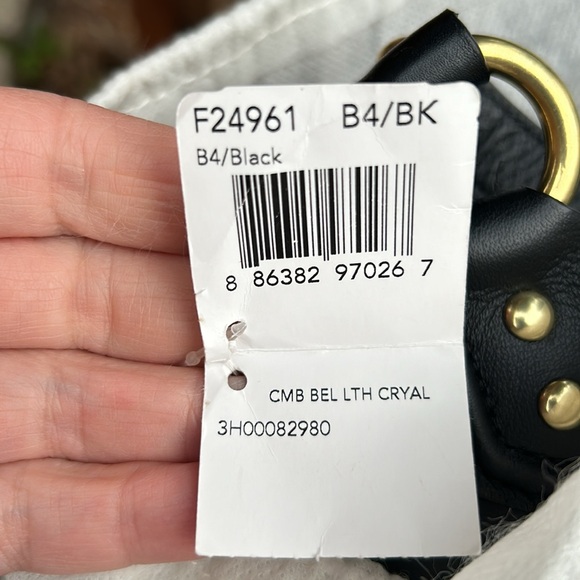 F24961 B4/BK
B4/Black
8 86382 97026 7
CMB BEL LTH CRYAL
3H00082980